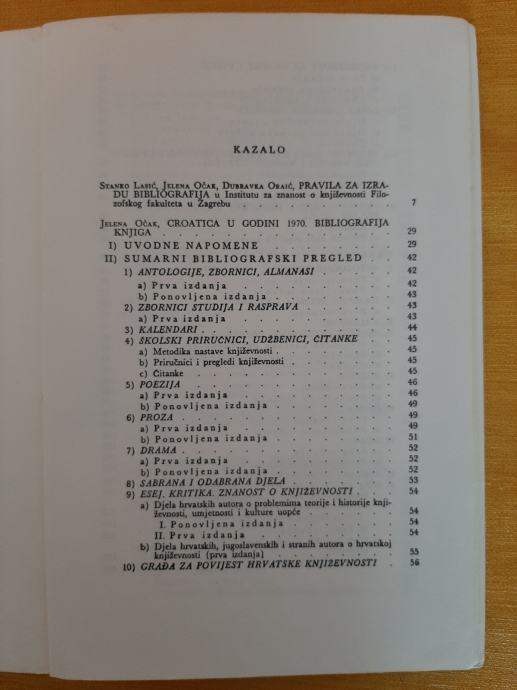 KAZALO
STANKO LASIĆ, JELENA OČAK, DUBRAVKA ORAIĆ, PRAVILA ZA IZRA-
DU BIBLIOGRAFIJA u Institutu za znanost o književnosti Filo-
zofskog fakulteta u Zagrebu . . . . . . . . . . . 7
JELENA OČAK, CROATICA U GODINI 1970. BIBLIOGRAFIJA
KNJIGA . . . . . . . . . . . . . . . 29
I) UVODNE NAPOMENE . . . . . . . . . . 29
II) SUMARNI BIBLIOGRAFSKI PREGLED . . . . 42
1) ANTOLOGIJE, ZBORNICI, ALMANASI . . . . . . 42
a) Prva izdanja . . . . . . . . . . . 42
b) Ponovljena izdanja . . . . . . . . . 43
2) ZBORNICI STUDIJA I RASPRAVA . . . . . . . 43
a) Prva izdanja . . . . . . . . . . . 43
3) KALENDARI . . . . . . . . . . . . . 44
4) ŠKOLSKI PRIRUČNICI, UDŽBENICI, ČITANKE . . . 45
a) Metodika nastave književnosti . . . . . . . . 45
b) Priručnici i pregledi književnosti . . . . . . . 45
c) Čitanke . . . . . . . . . . . . . 45
5) POEZIJA . . . . . . . . . . . . . . 46
a) Prva izdanja . . . . . . . . . . . 46
b) Ponovljena izdanja . . . . . . . . . 49
6) PROZA . . . . . . . . . . . . . . 49
a) Prva izdanja . . . . . . . . . . . 49
b) Ponovljena izdanja . . . . . . . . . 51
7) DRAMA . . . . . . . . . . . . . . 52
a) Prva izdanja . . . . . . . . . . . 52
b) Ponovljena izdanja . . . . . . . . . 52
8) SABRANA I ODABRANA DJELA . . . . . . . 53
9) ESEJ. KRITIKA. ZNANOST O KNJIŽEVNOSTI . . . 54
a) Djela hrvatskih autora o problemima teorije i historije knji-
ževnosti, umjetnosti i kulture uopće . . . . . . 54
I. Ponovljena izdanja . . . . . . . . 54
II. Prva izdanja . . . . . . . . . . 54
b) Djela hrvatskih, jugoslavenskih i stranih autora o hrvatskoj
književnosti (prva izdanja) . . . . . . . . . 55
10) GRAĐA ZA POVIJEST HRVATSKE KNJIŽEVNOSTI . 56